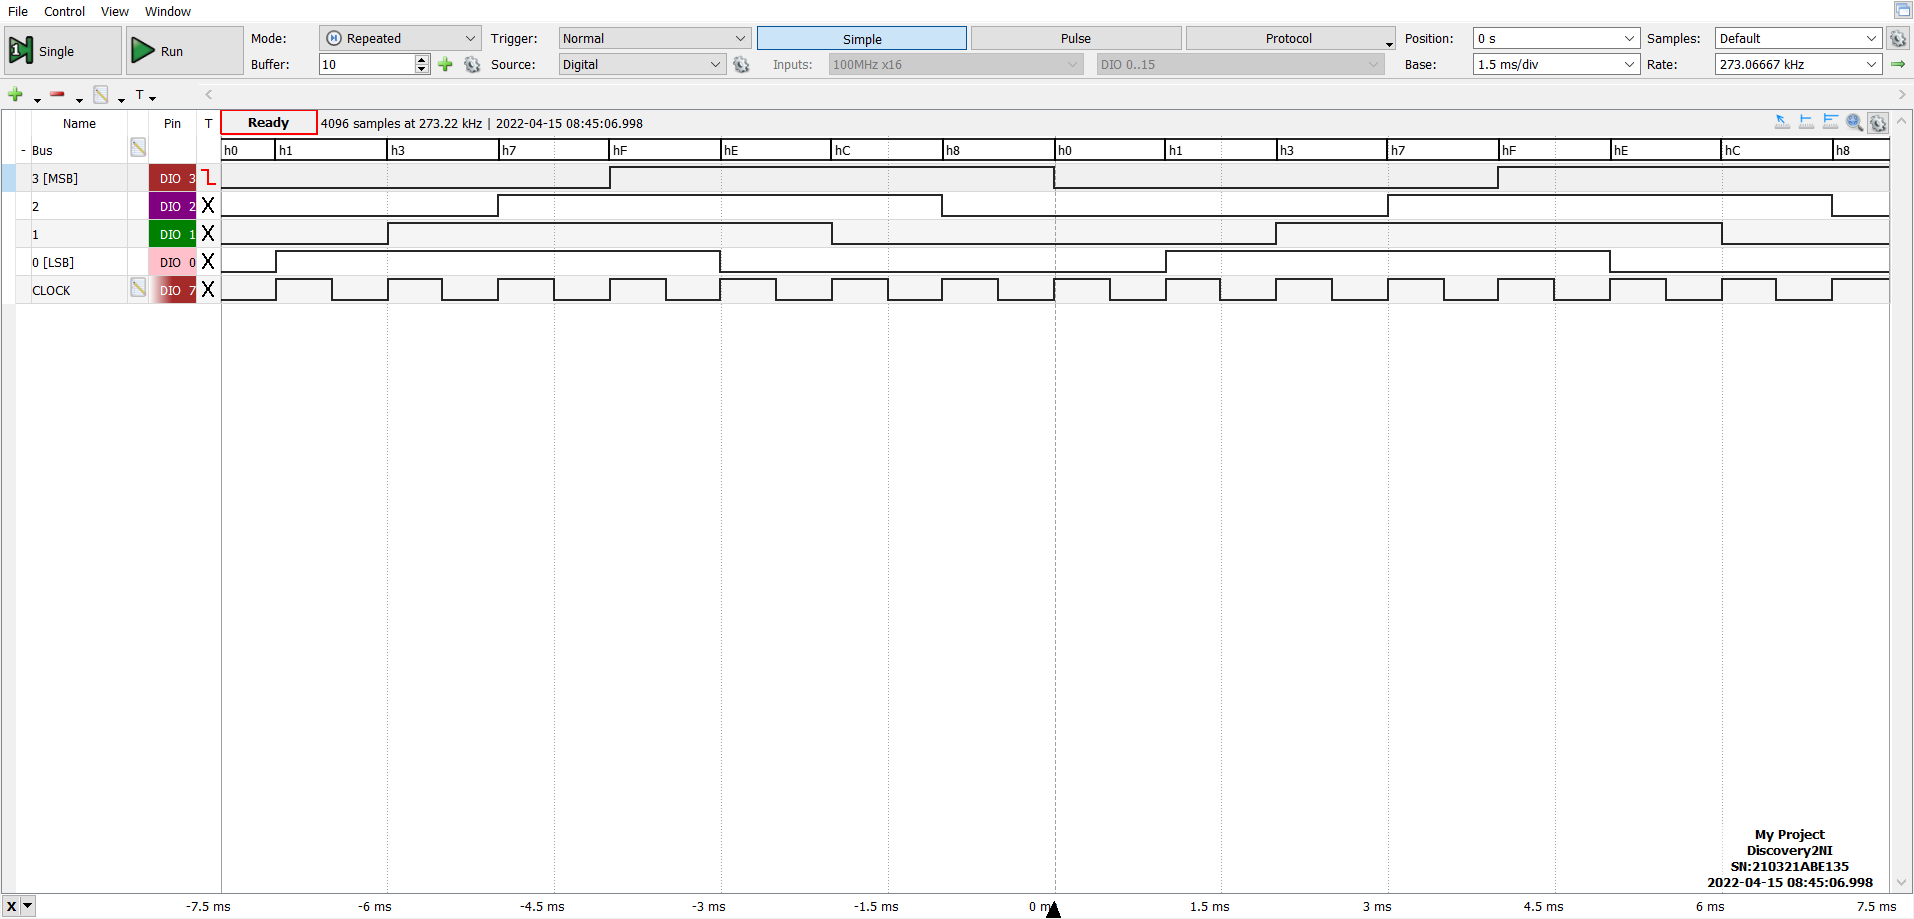 File Control View Window
Single Run Mode: Repeated Trigger: Normal Simple Pulse Protocol Position: 0 s Samples: Default
Buffer: 10 Source: Digital Inputs: 100MHz x16 DIO 0..15 Base: 1.5 ms/div Rate: 273.06667 kHz
T
Name Pin T Ready 4096 samples at 273.22 kHz | 2022-04-15 08:45:06.998
- Bus h0 h1 h3 h7 hF hE hC h8 h0 h1 h3 h7 hF hE hC h8
3 [MSB] DIO 3
2 DIO 2 X
1 DIO 1 X
0 [LSB] DIO 0 X
CLOCK DIO 7 X
My Project
Discovery2NI
SN:210321ABE135
2022-04-15 08:45:06.998
X -7.5 ms -6 ms -4.5 ms -3 ms -1.5 ms 0 1.5 ms 3 ms 4.5 ms 6 ms 7.5 ms